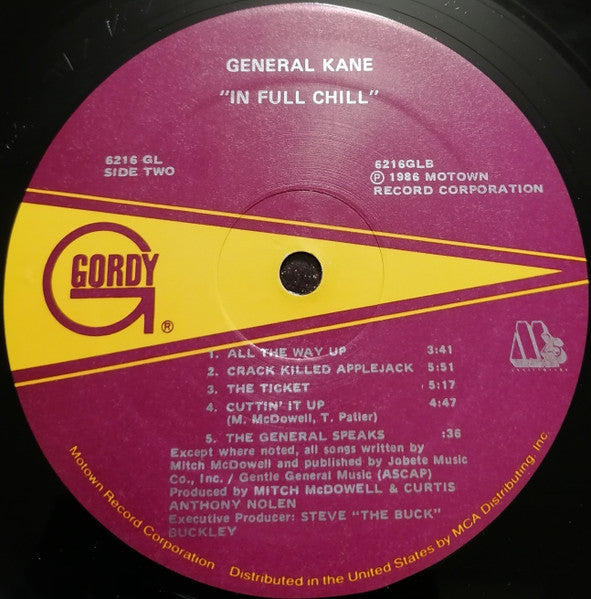 GENERAL KANE
"IN FULL CHILL"
6216 GL
SIDE TWO
6216GLB
Ⓟ 1986 MOTOWN
RECORD CORPORATION
GORDY
®
1. ALL THE WAY UP 3:41
2. CRACK KILLED APPLEJACK 5:51
3. THE TICKET 5:17
4. CUTTIN' IT UP 4:47
(M. McDowell, T. Patler)
5. THE GENERAL SPEAKS :36
Except where noted, all songs written by
Mitch McDowell and published by Jobete Music
Co., Inc. / Gentle General Music (ASCAP)
Produced by MITCH McDOWELL & CURTIS
ANTHONY NOLEN
Executive Producer: STEVE "THE BUCK"
BUCKLEY
Motown Record Corporation Distributed in the United States by MCA Distributing, Inc.